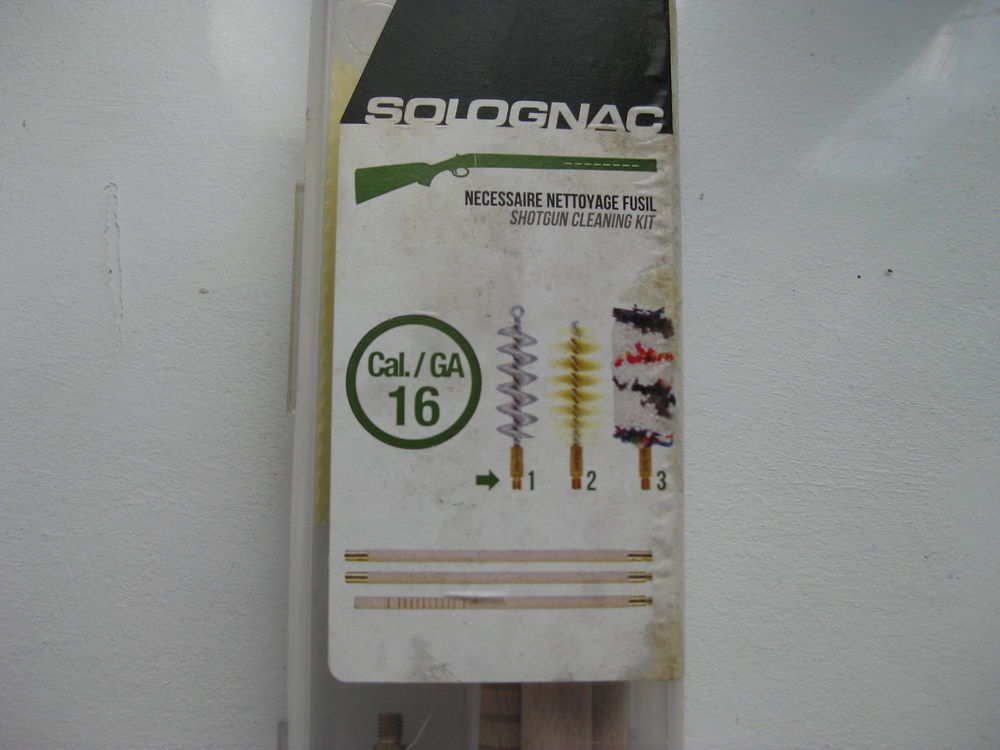 SOLOGNAC
NECESSAIRE NETTOYAGE FUSIL
SHOTGUN CLEANING KIT
Cal. / GA
16
1 2 3